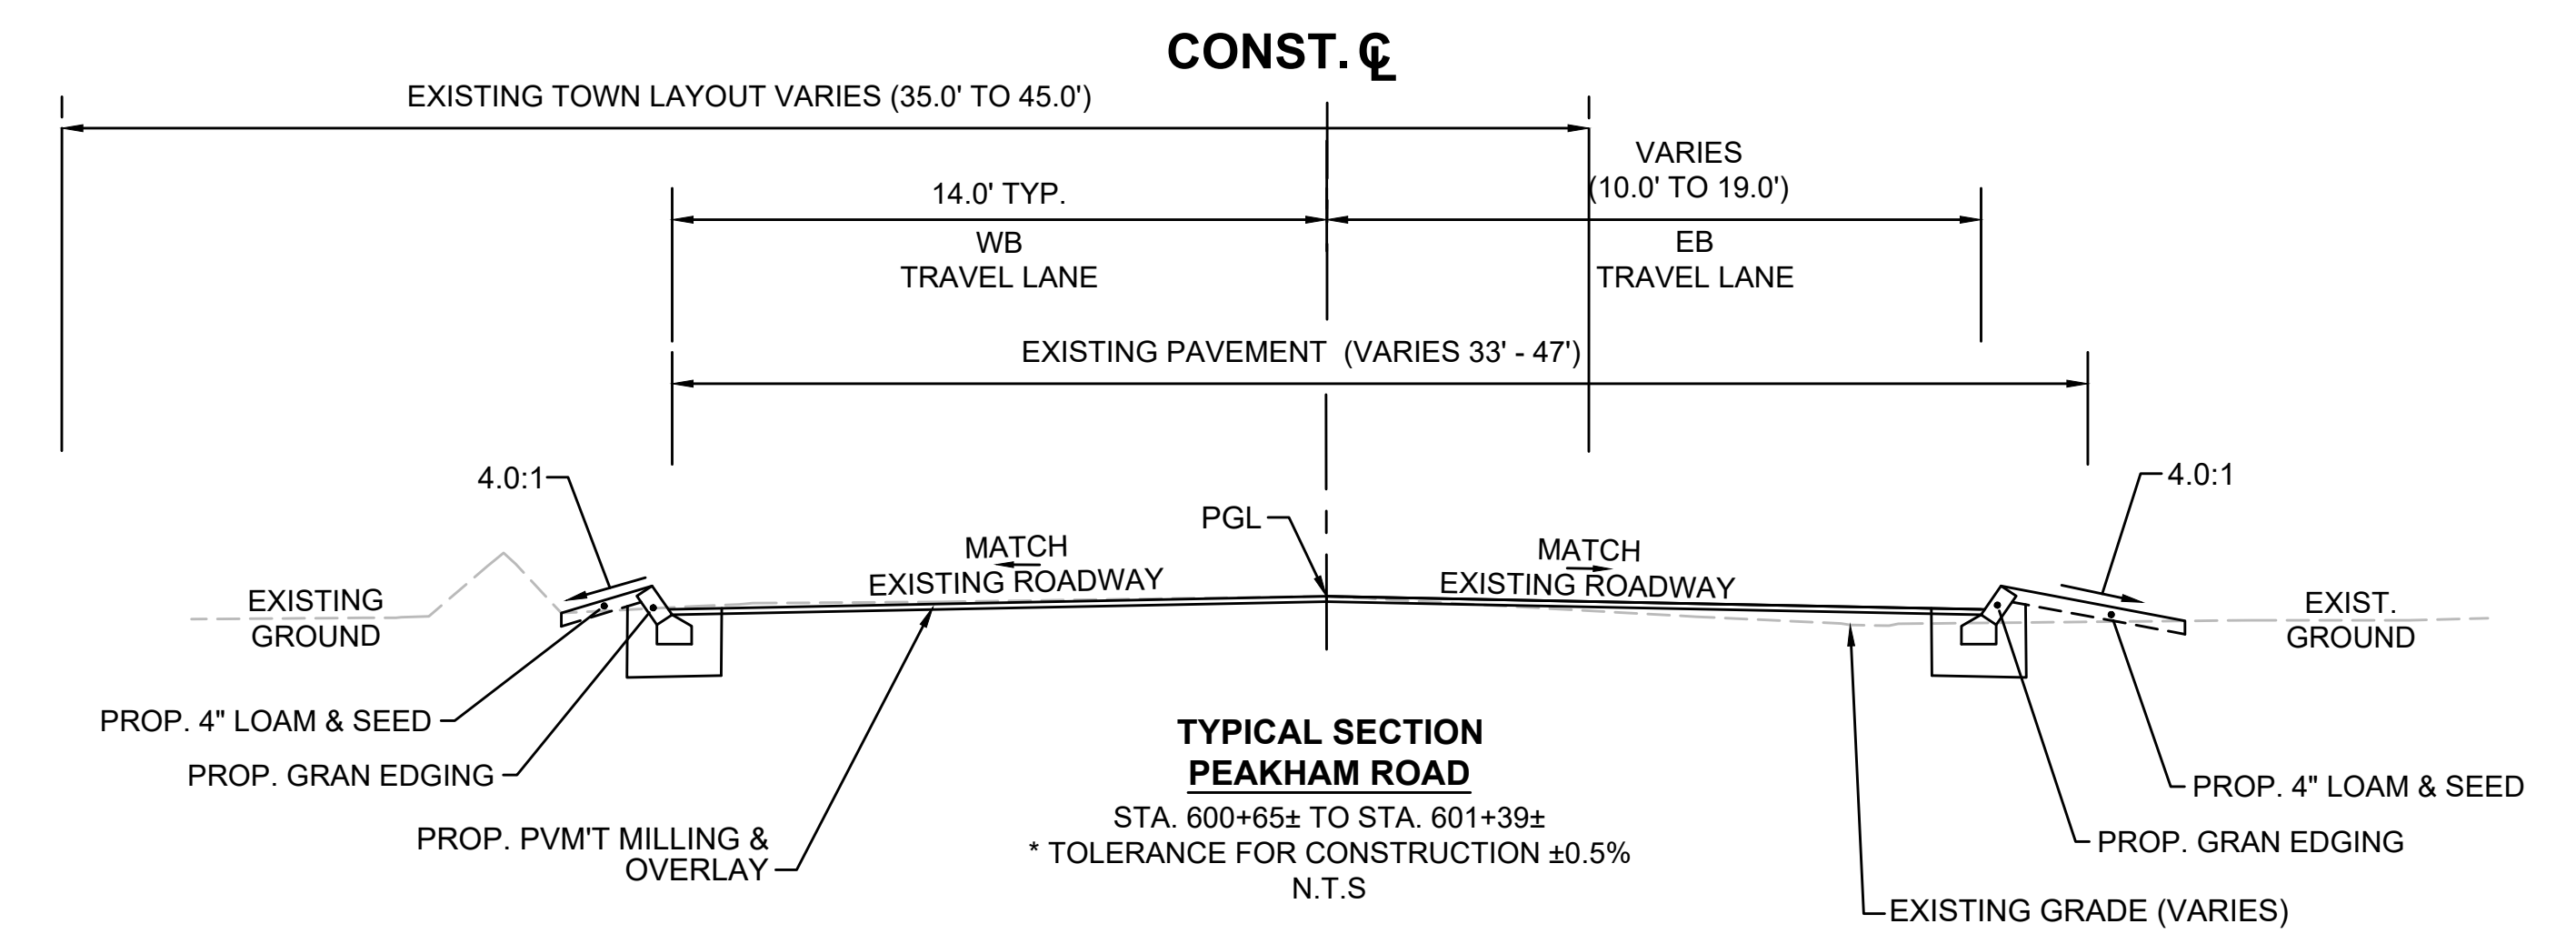 CONST. ℄
EXISTING TOWN LAYOUT VARIES (35.0' TO 45.0')
VARIES
(10.0' TO 19.0')
14.0' TYP.
WB
TRAVEL LANE
EB
TRAVEL LANE
EXISTING PAVEMENT (VARIES 33' - 47')
4.0:1
4.0:1
PGL
MATCH
EXISTING ROADWAY
MATCH
EXISTING ROADWAY
EXISTING
GROUND
EXIST.
GROUND
PROP. 4" LOAM & SEED
PROP. GRAN EDGING
PROP. PVM'T MILLING &
OVERLAY
TYPICAL SECTION
PEAKHAM ROAD
STA. 600+65± TO STA. 601+39±
* TOLERANCE FOR CONSTRUCTION ±0.5%
N.T.S
PROP. 4" LOAM & SEED
PROP. GRAN EDGING
EXISTING GRADE (VARIES)